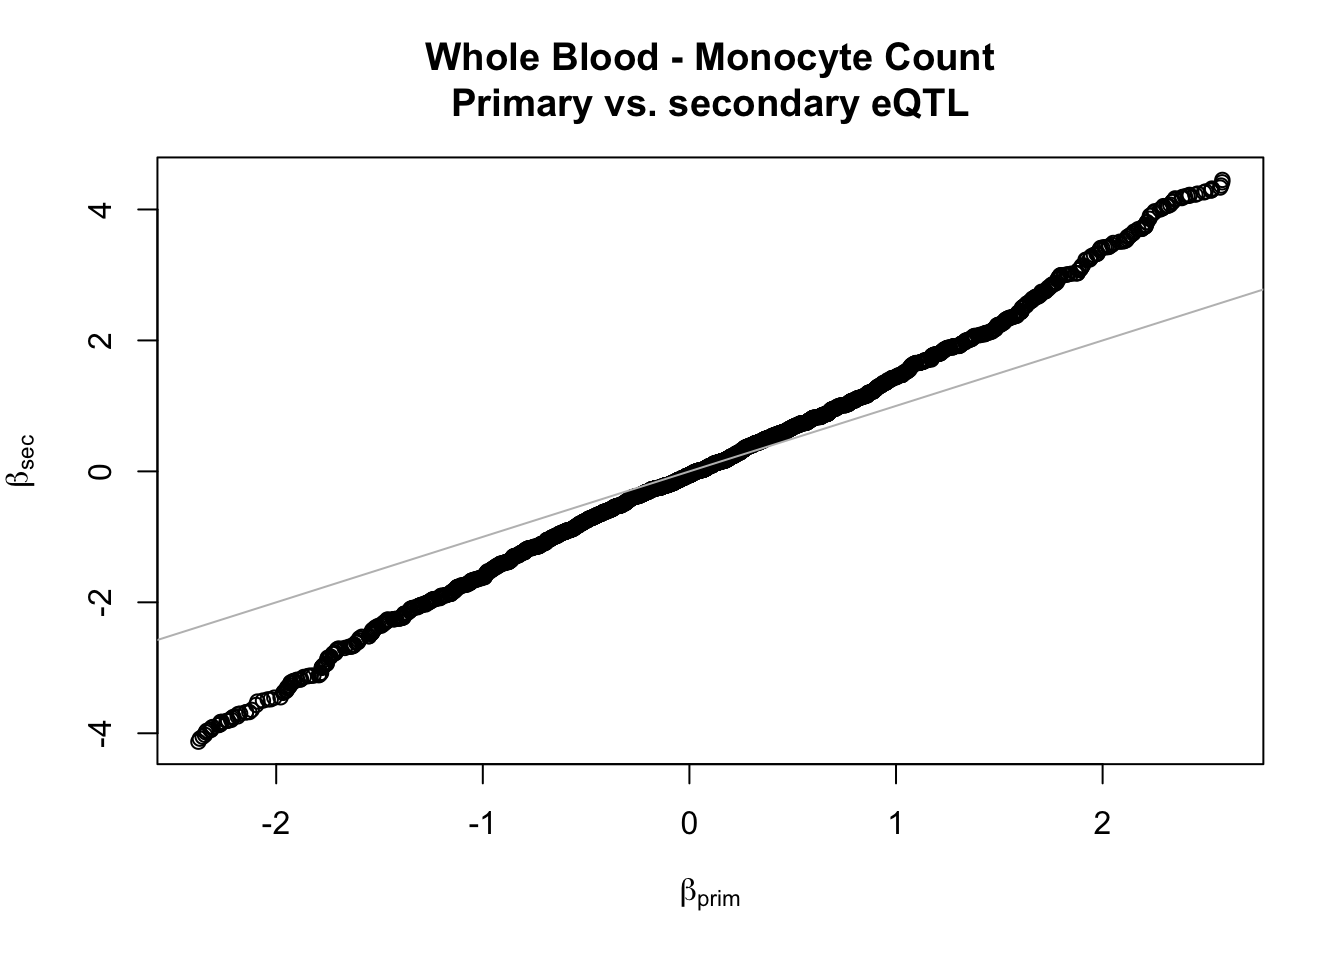 Whole Blood - Monocyte Count
Primary vs. secondary eQTL
4
2
0
-2
-4
βsec
-2 -1 0 1 2
βprim